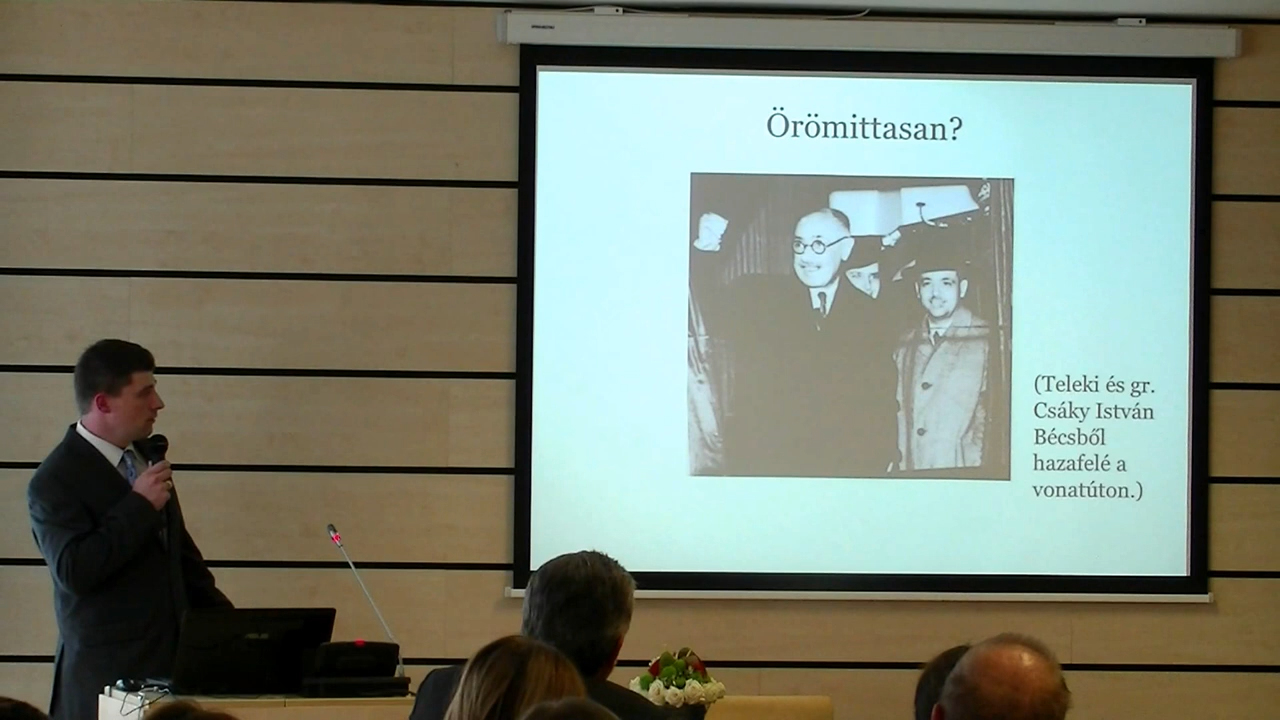 Örömittasan?
(Teleki és gr.
Csáky István
Bécsből
hazafelé a
vonatúton.)